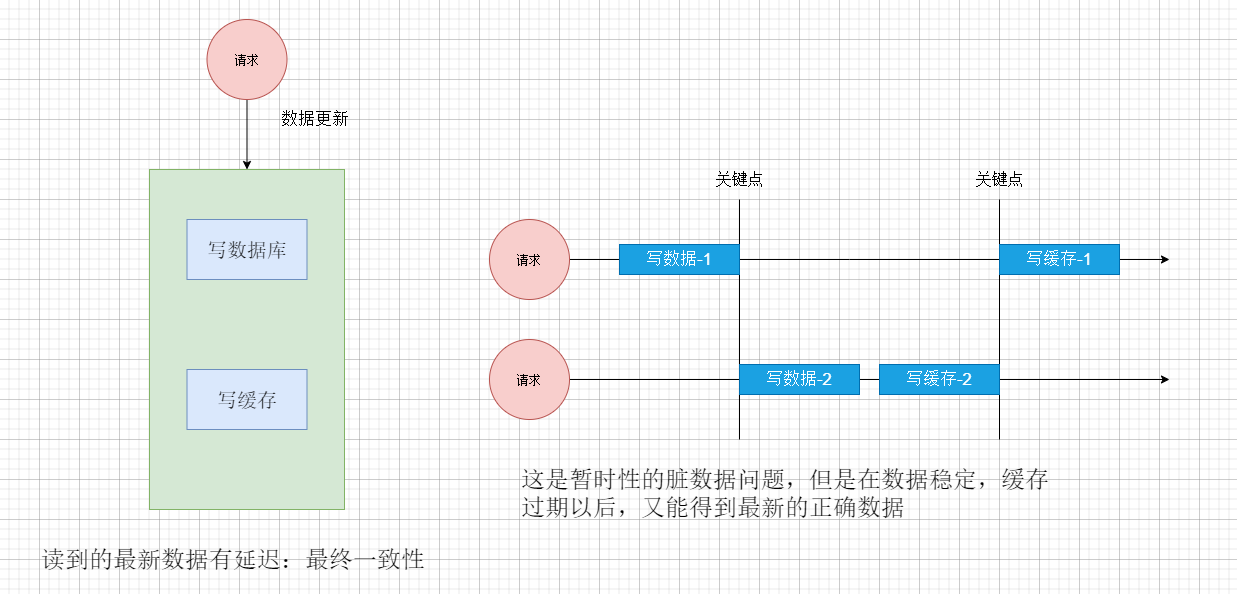 请求
数据更新
写数据库
写缓存
读到的最新数据有延迟：最终一致性
关键点
关键点
请求
写数据-1
写缓存-1
请求
写数据-2
写缓存-2
这是暂时性的脏数据问题，但是在数据稳定，缓存
过期以后，又能得到最新的正确数据